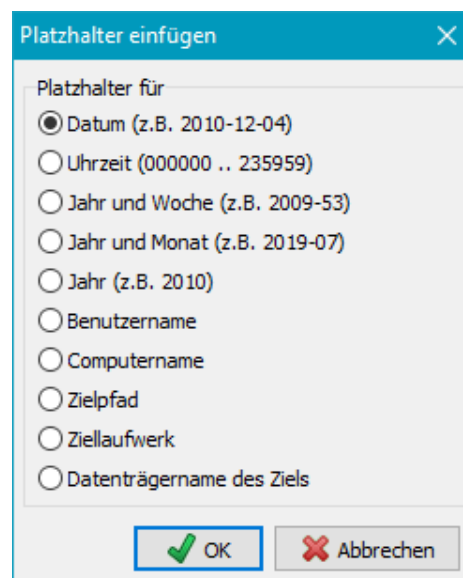 Platzhalter einfügen
Platzhalter für
Datum (z.B. 2010-12-04)
Uhrzeit (000000 .. 235959)
Jahr und Woche (z.B. 2009-53)
Jahr und Monat (z.B. 2019-07)
Jahr (z.B. 2010)
Benutzername
Computername
Zielpfad
Ziellaufwerk
Datenträgername des Ziels
OK Abbrechen